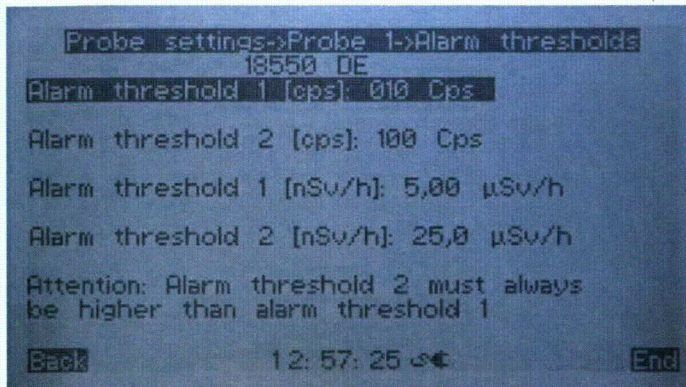 Probe settings->Probe 1->Alarm thresholds
18550 DE
Alarm threshold 1 [cps]: 010 Cps
Alarm threshold 2 [cps]: 100 Cps
Alarm threshold 1 [nSv/h]: 5,00 µSv/h
Alarm threshold 2 [nSv/h]: 25,0 µSv/h
Attention: Alarm threshold 2 must always
be higher than alarm threshold 1
Back 12:57:25 End